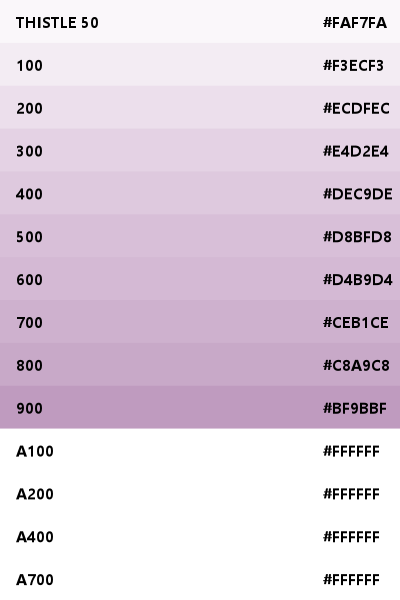 THISTLE 50 #FAF7FA
100 #F3ECF3
200 #ECDFEC
300 #E4D2E4
400 #DEC9DE
500 #D8BFD8
600 #D4B9D4
700 #CEB1CE
800 #C8A9C8
900 #BF9BBF
A100 #FFFFFF
A200 #FFFFFF
A400 #FFFFFF
A700 #FFFFFF